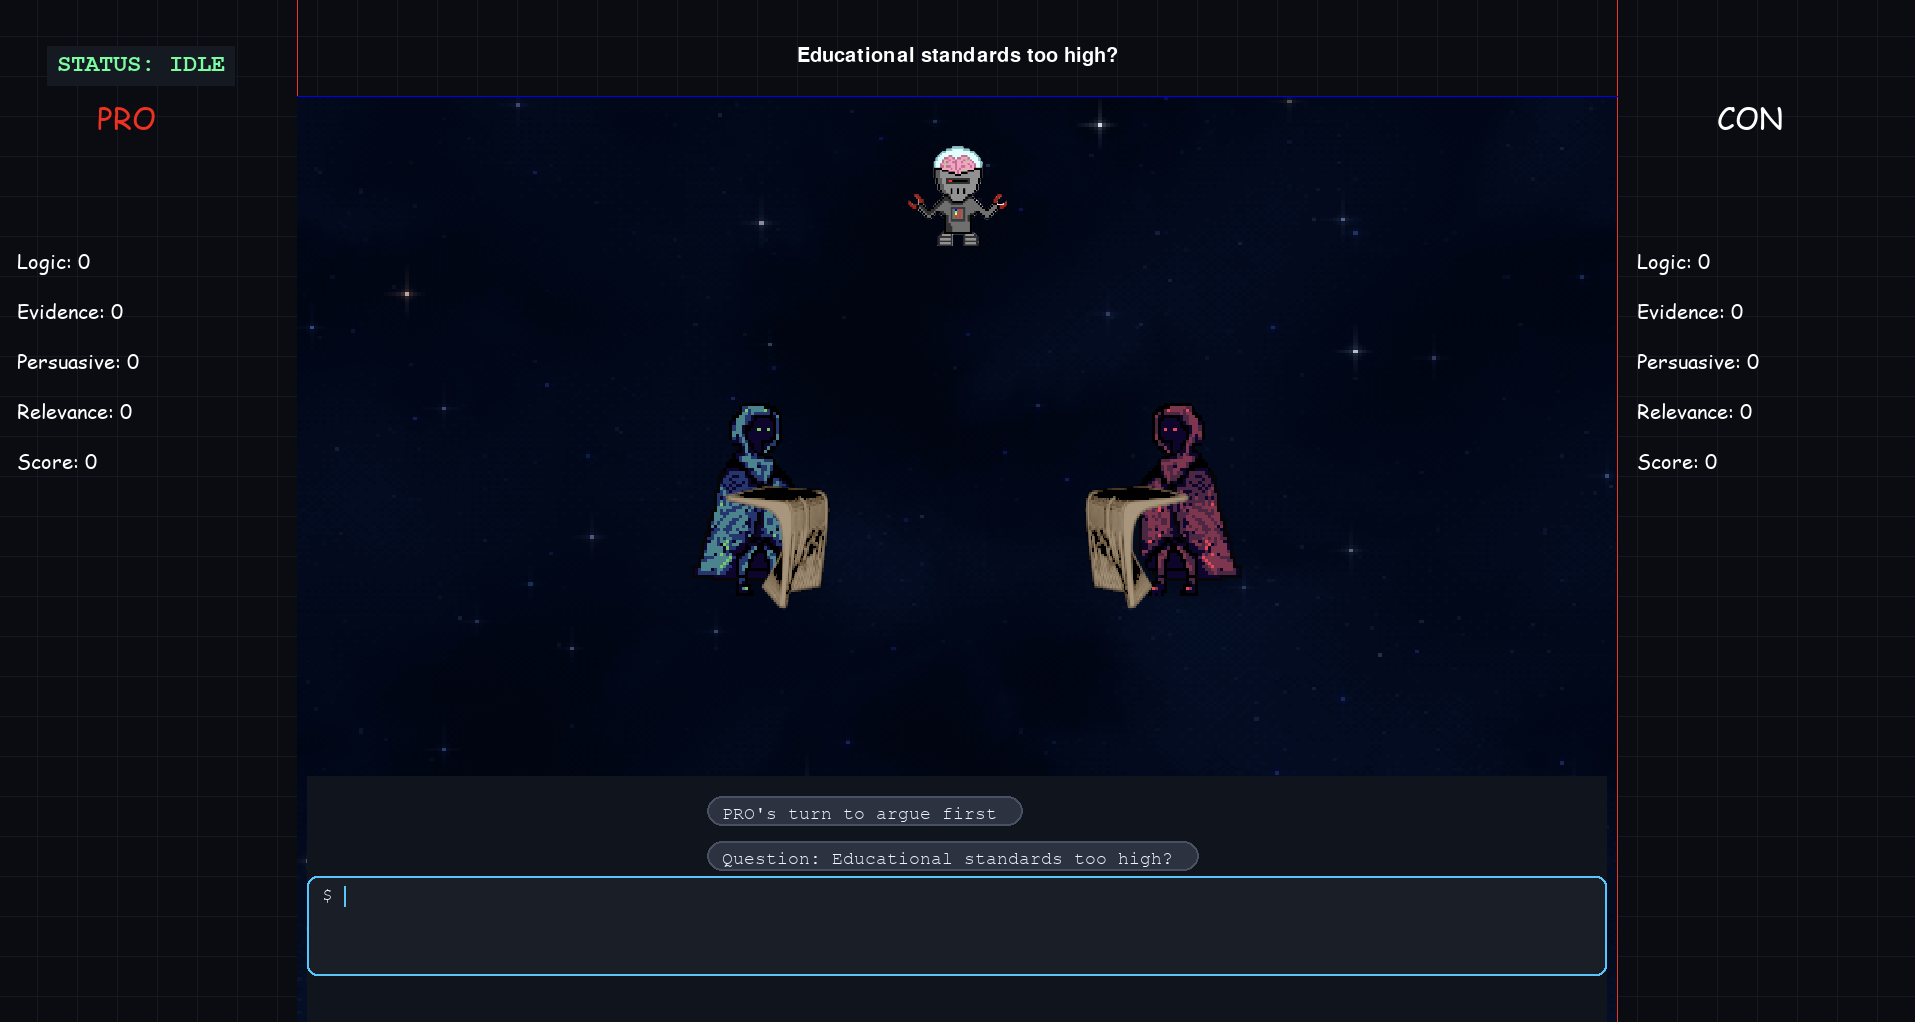 Educational standards too high?
STATUS: IDLE
PRO
Logic: 0
Evidence: 0
Persuasive: 0
Relevance: 0
Score: 0
CON
Logic: 0
Evidence: 0
Persuasive: 0
Relevance: 0
Score: 0
PRO's turn to argue first
Question: Educational standards too high?
$